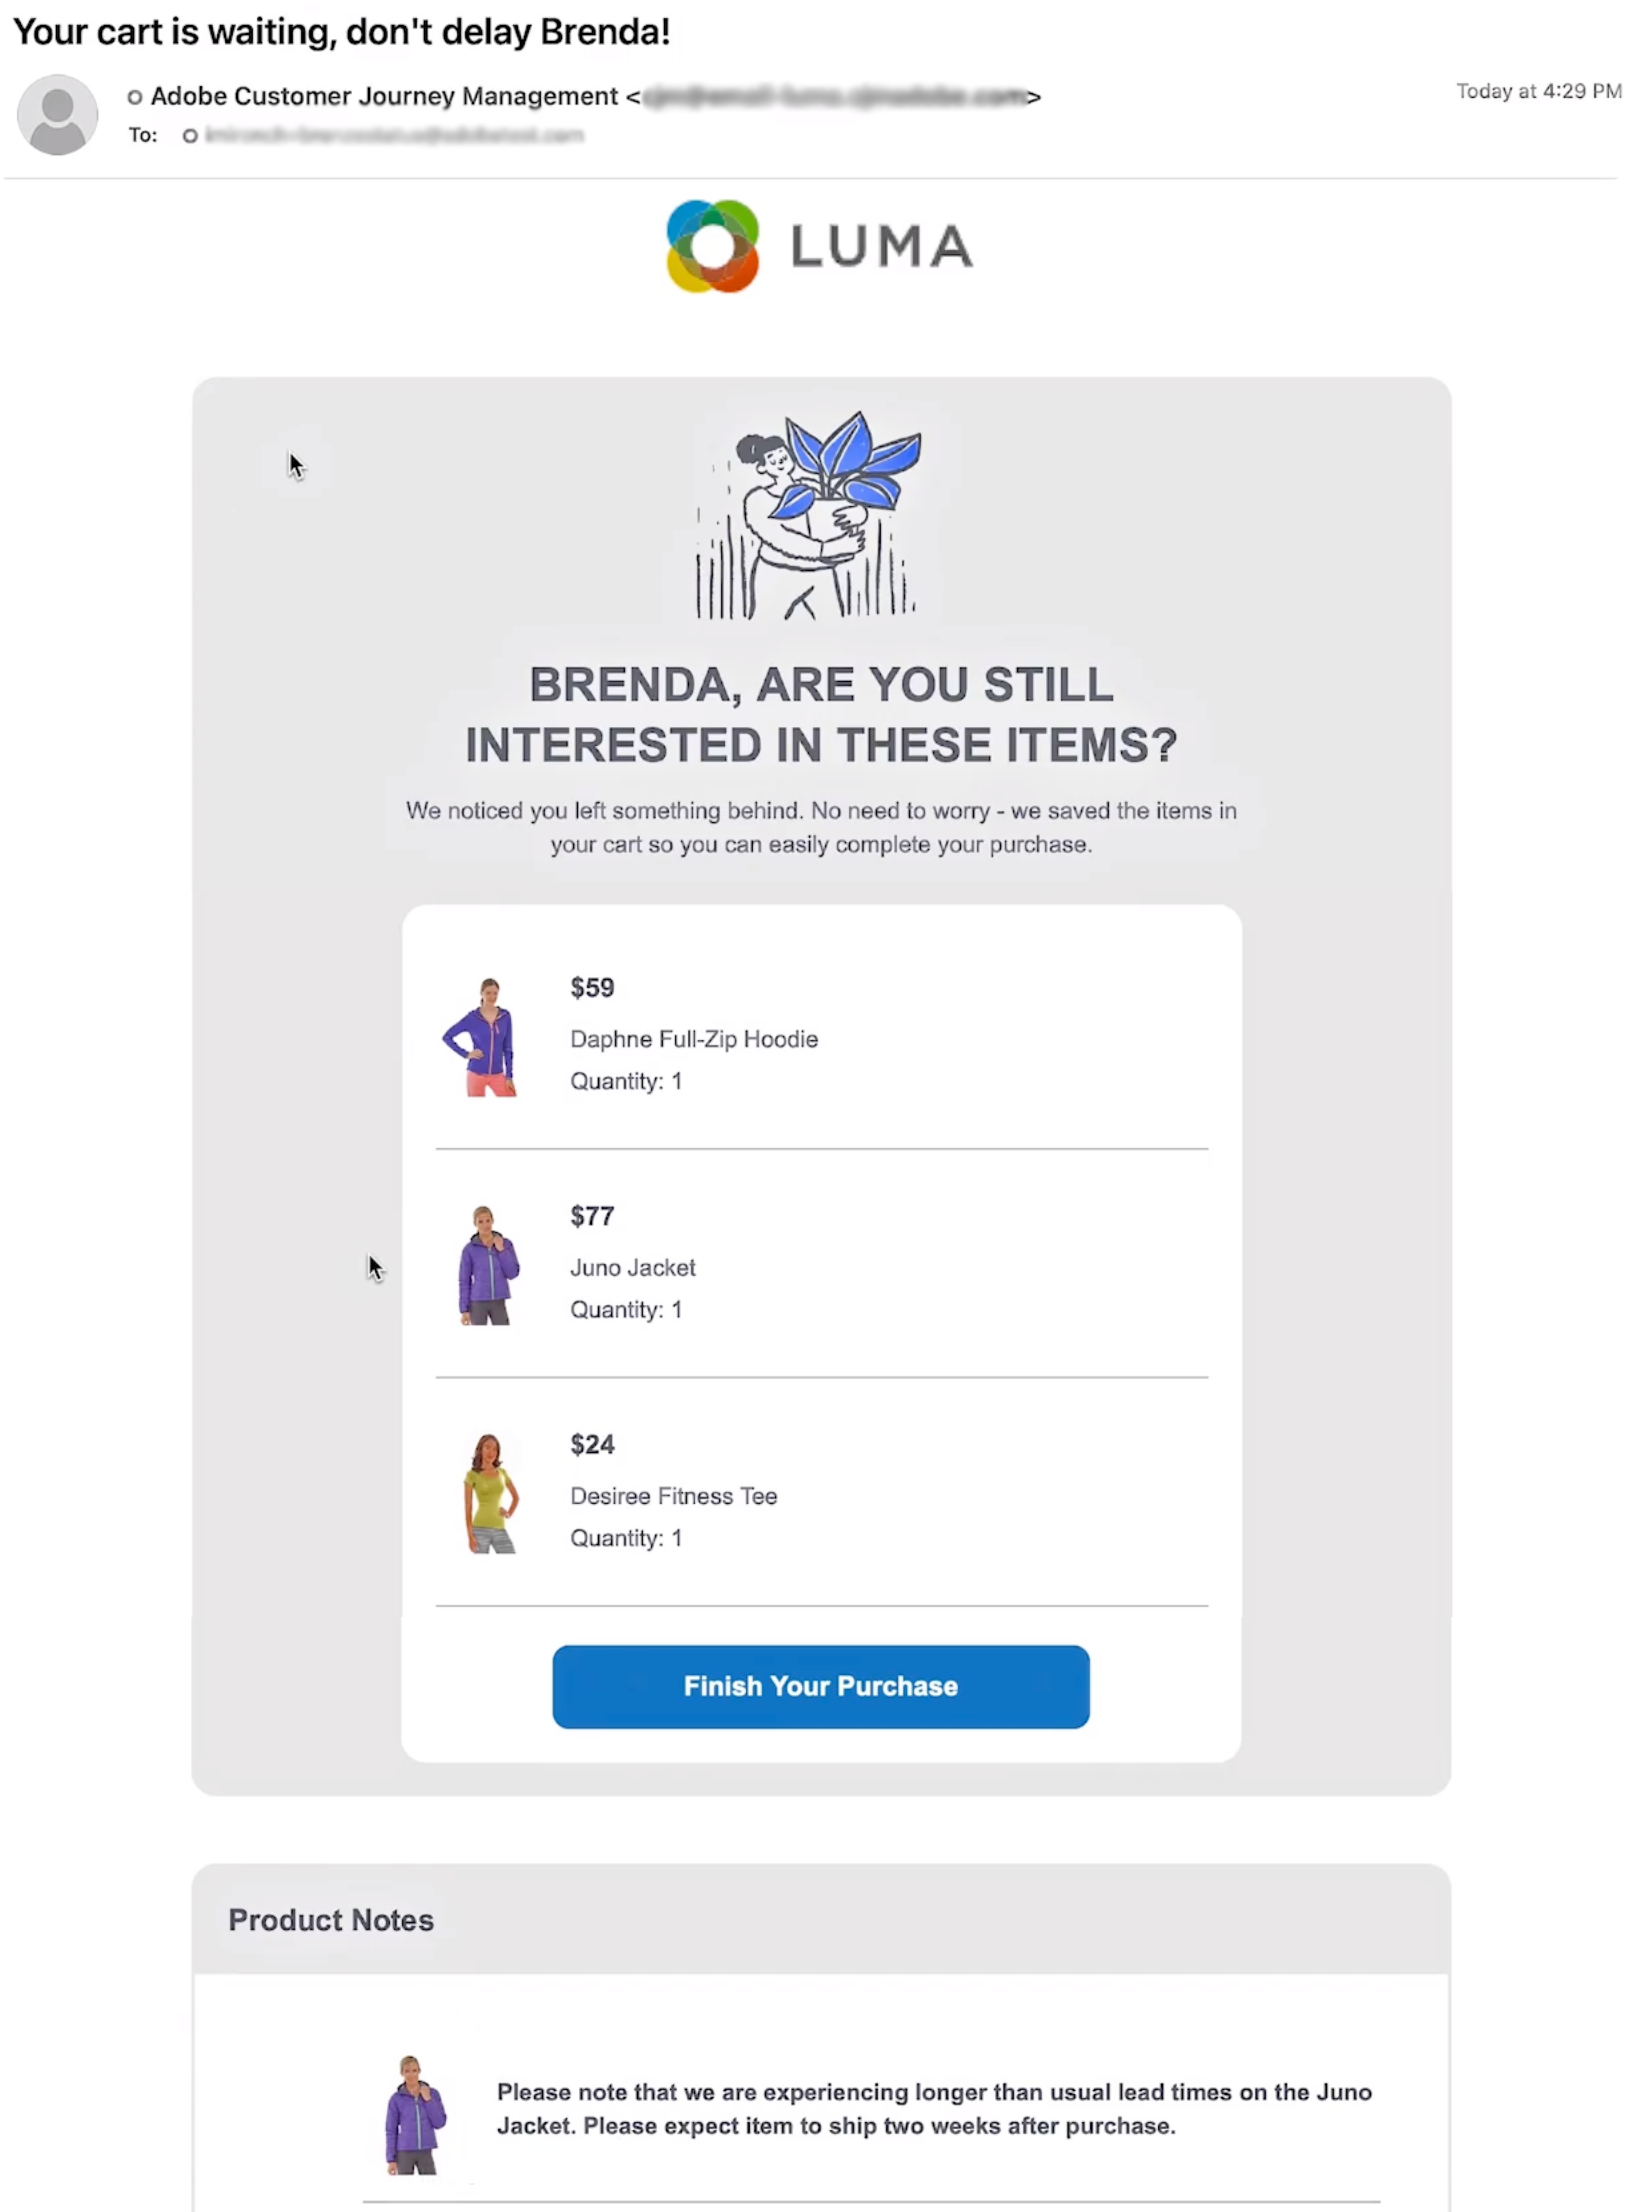 Your cart is waiting, don't delay Brenda!
Adobe Customer Journey Management < >
Today at 4:29 PM
To:
LUMA
BRENDA, ARE YOU STILL
INTERESTED IN THESE ITEMS?
We noticed you left something behind. No need to worry - we saved the items in
your cart so you can easily complete your purchase.
$59
Daphne Full-Zip Hoodie
Quantity: 1
$77
Juno Jacket
Quantity: 1
$24
Desiree Fitness Tee
Quantity: 1
Finish Your Purchase
Product Notes
Please note that we are experiencing longer than usual lead times on the Juno
Jacket. Please expect item to ship two weeks after purchase.